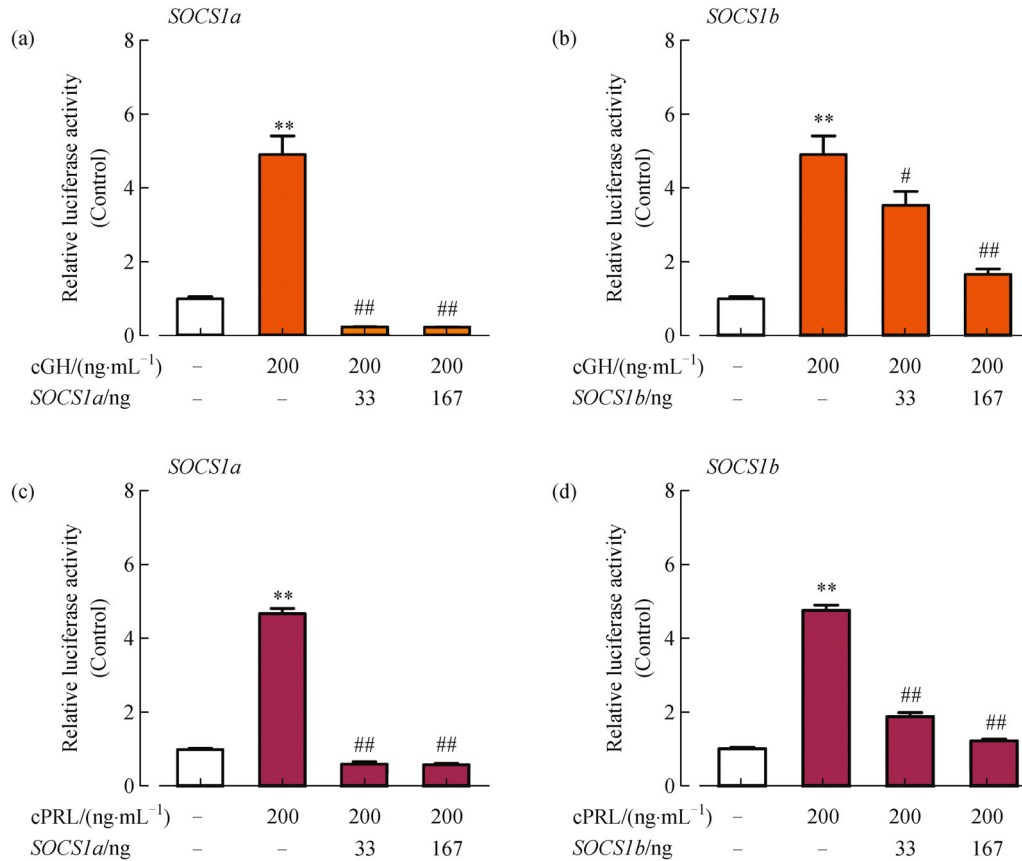 SOCS1a
(a)
Relative luciferase activity
(Control)
8
6
4
2
0
**
##
##
cGH/(ng·mL⁻¹) – 200 200 200
SOCS1a/ng – – 33 167
SOCS1b
(b)
Relative luciferase activity
(Control)
8
6
4
2
0
**
#
##
cGH/(ng·mL⁻¹) – 200 200 200
SOCS1b/ng – – 33 167
SOCS1a
(c)
Relative luciferase activity
(Control)
8
6
4
2
0
**
##
##
cPRL/(ng·mL⁻¹) – 200 200 200
SOCS1a/ng – – 33 167
SOCS1b
(d)
Relative luciferase activity
(Control)
8
6
4
2
0
**
##
##
cPRL/(ng·mL⁻¹) – 200 200 200
SOCS1b/ng – – 33 167